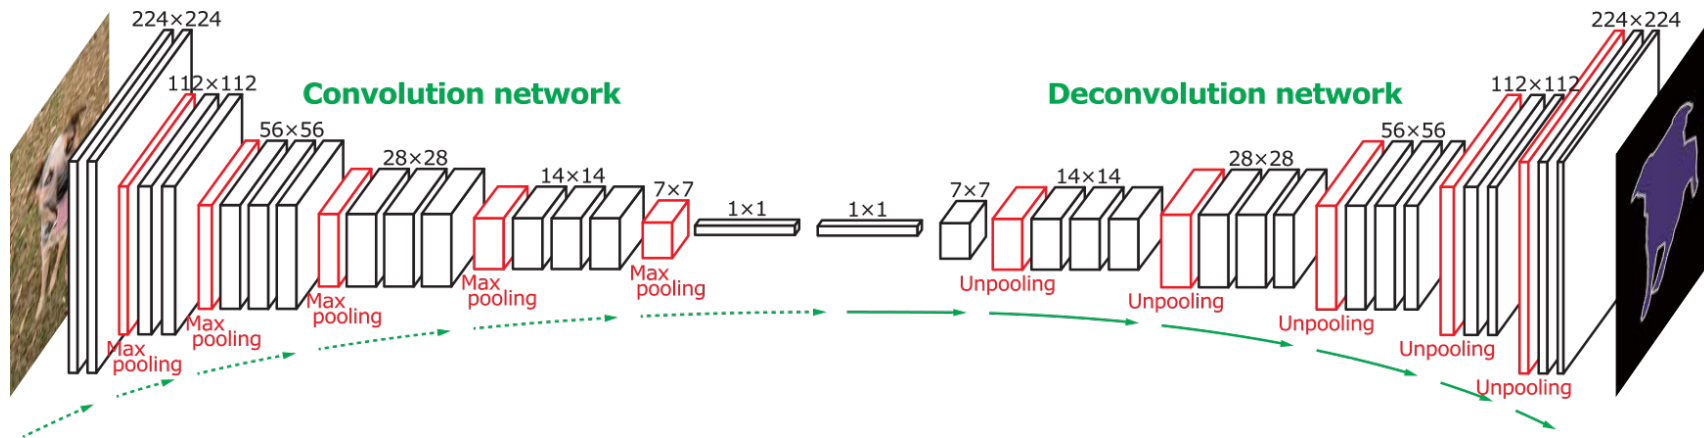 224×224
112×112
Convolution network
56×56
28×28
14×14
7×7
1×1
1×1
7×7
14×14
28×28
Deconvolution network
56×56
112×112
224×224
Max
pooling
Max
pooling
Max
pooling
Max
pooling
Max
pooling
Unpooling
Unpooling
Unpooling
Unpooling
Unpooling